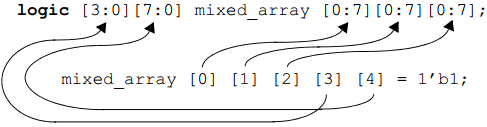 logic [3:0][7:0] mixed_array [0:7][0:7][0:7];
mixed_array [0] [1] [2] [3] [4] = 1’b1;